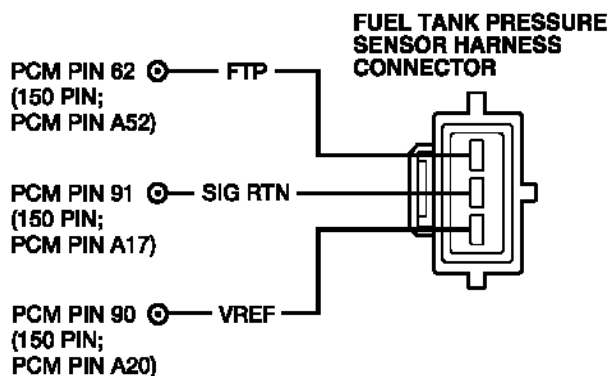 FUEL TANK PRESSURE
SENSOR HARNESS
CONNECTOR
PCM PIN 62
FTP
(150 PIN;
PCM PIN A52)
PCM PIN 91
SIG RTN
(150 PIN;
PCM PIN A17)
PCM PIN 90
VREF
(150 PIN;
PCM PIN A20)